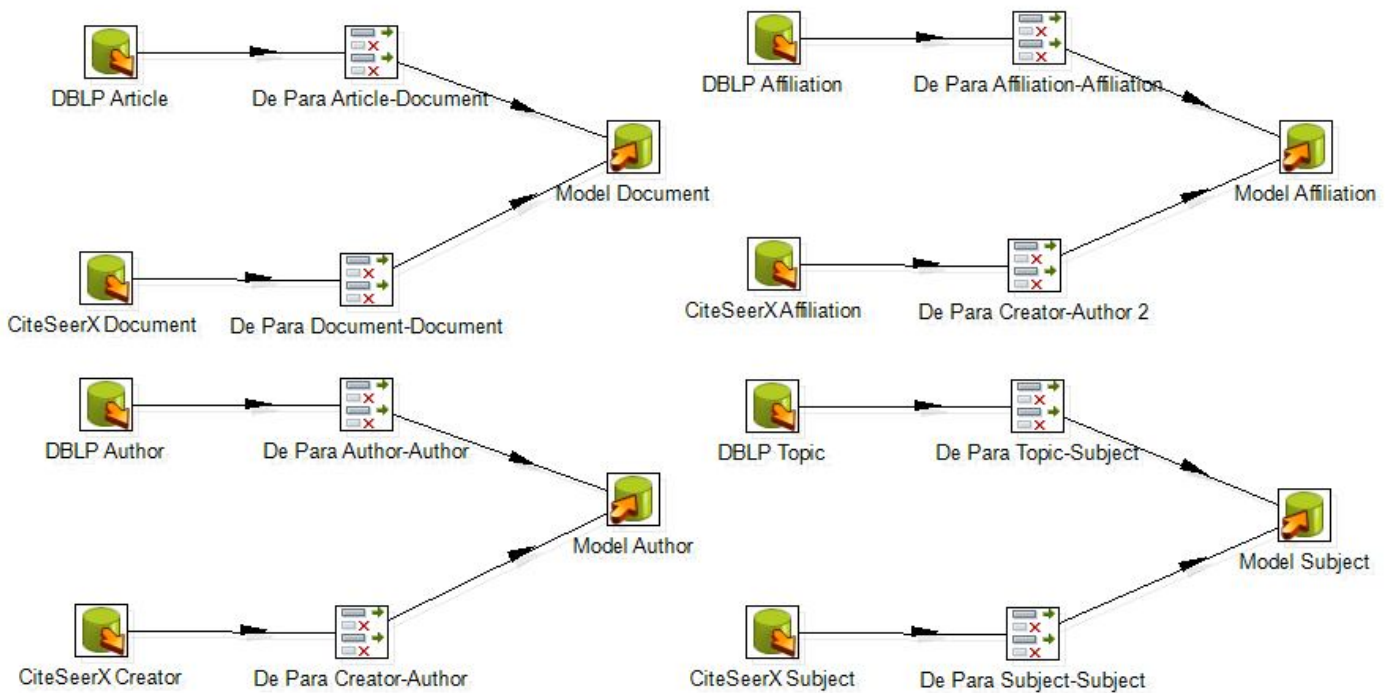 DBLP Article
De Para Article-Document
Model Document
CiteSeerX Document
De Para Document-Document
DBLP Affiliation
De Para Affiliation-Affiliation
Model Affiliation
CiteSeerX Affiliation
De Para Creator-Author 2
DBLP Author
De Para Author-Author
Model Author
CiteSeerX Creator
De Para Creator-Author
DBLP Topic
De Para Topic-Subject
Model Subject
CiteSeerX Subject
De Para Subject-Subject